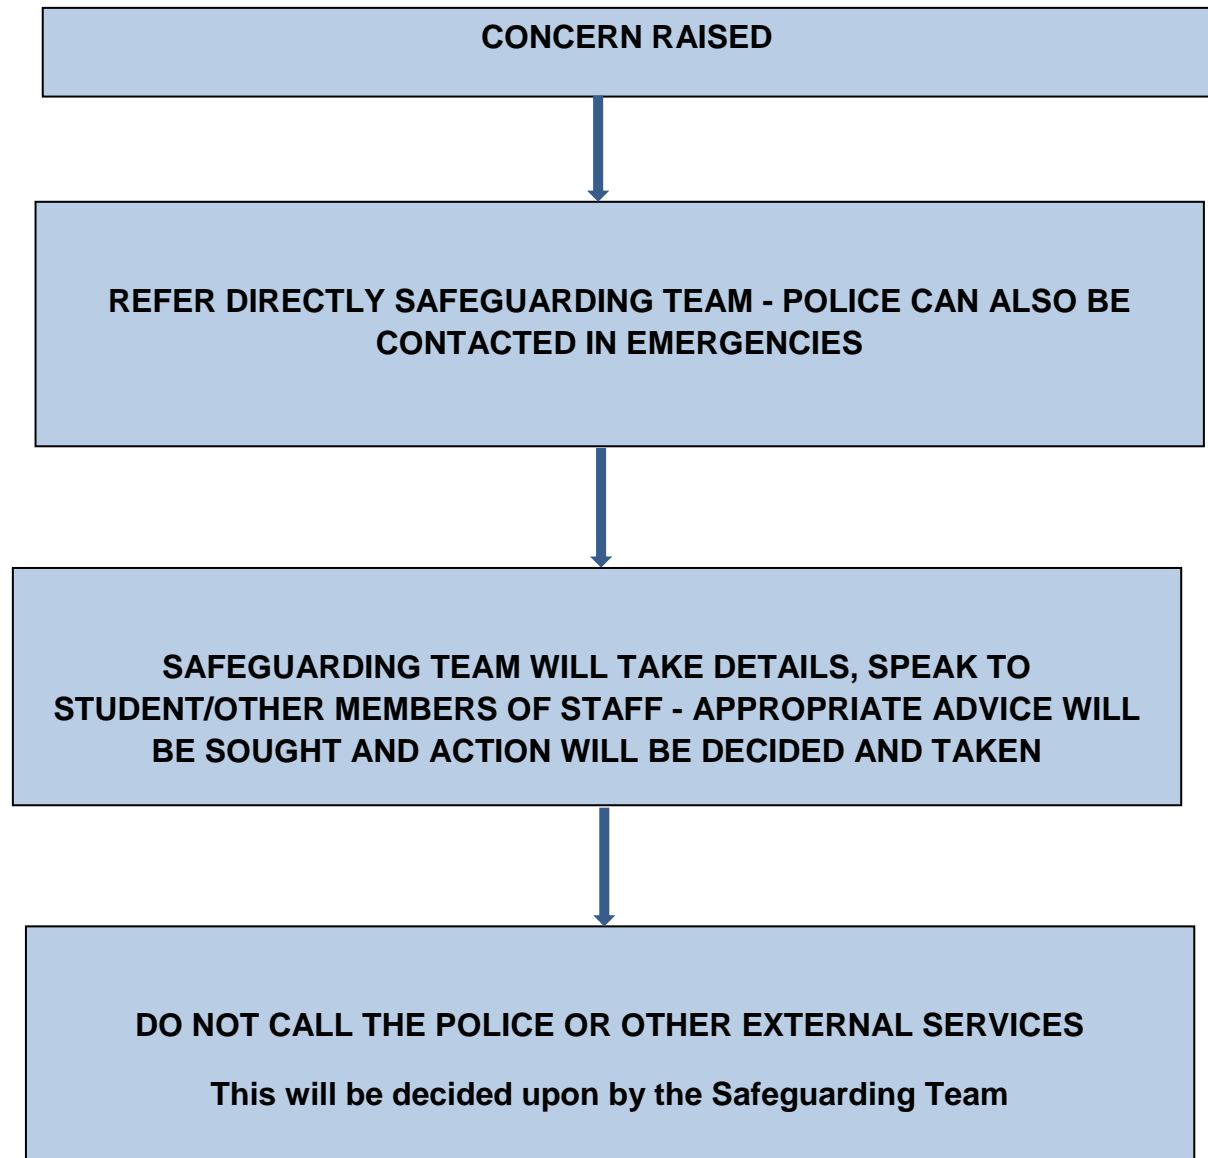 CONCERN RAISED
REFER DIRECTLY SAFEGUARDING TEAM - POLICE CAN ALSO BE
CONTACTED IN EMERGENCIES
SAFEGUARDING TEAM WILL TAKE DETAILS, SPEAK TO
STUDENT/OTHER MEMBERS OF STAFF - APPROPRIATE ADVICE WILL
BE SOUGHT AND ACTION WILL BE DECIDED AND TAKEN
DO NOT CALL THE POLICE OR OTHER EXTERNAL SERVICES
This will be decided upon by the Safeguarding Team